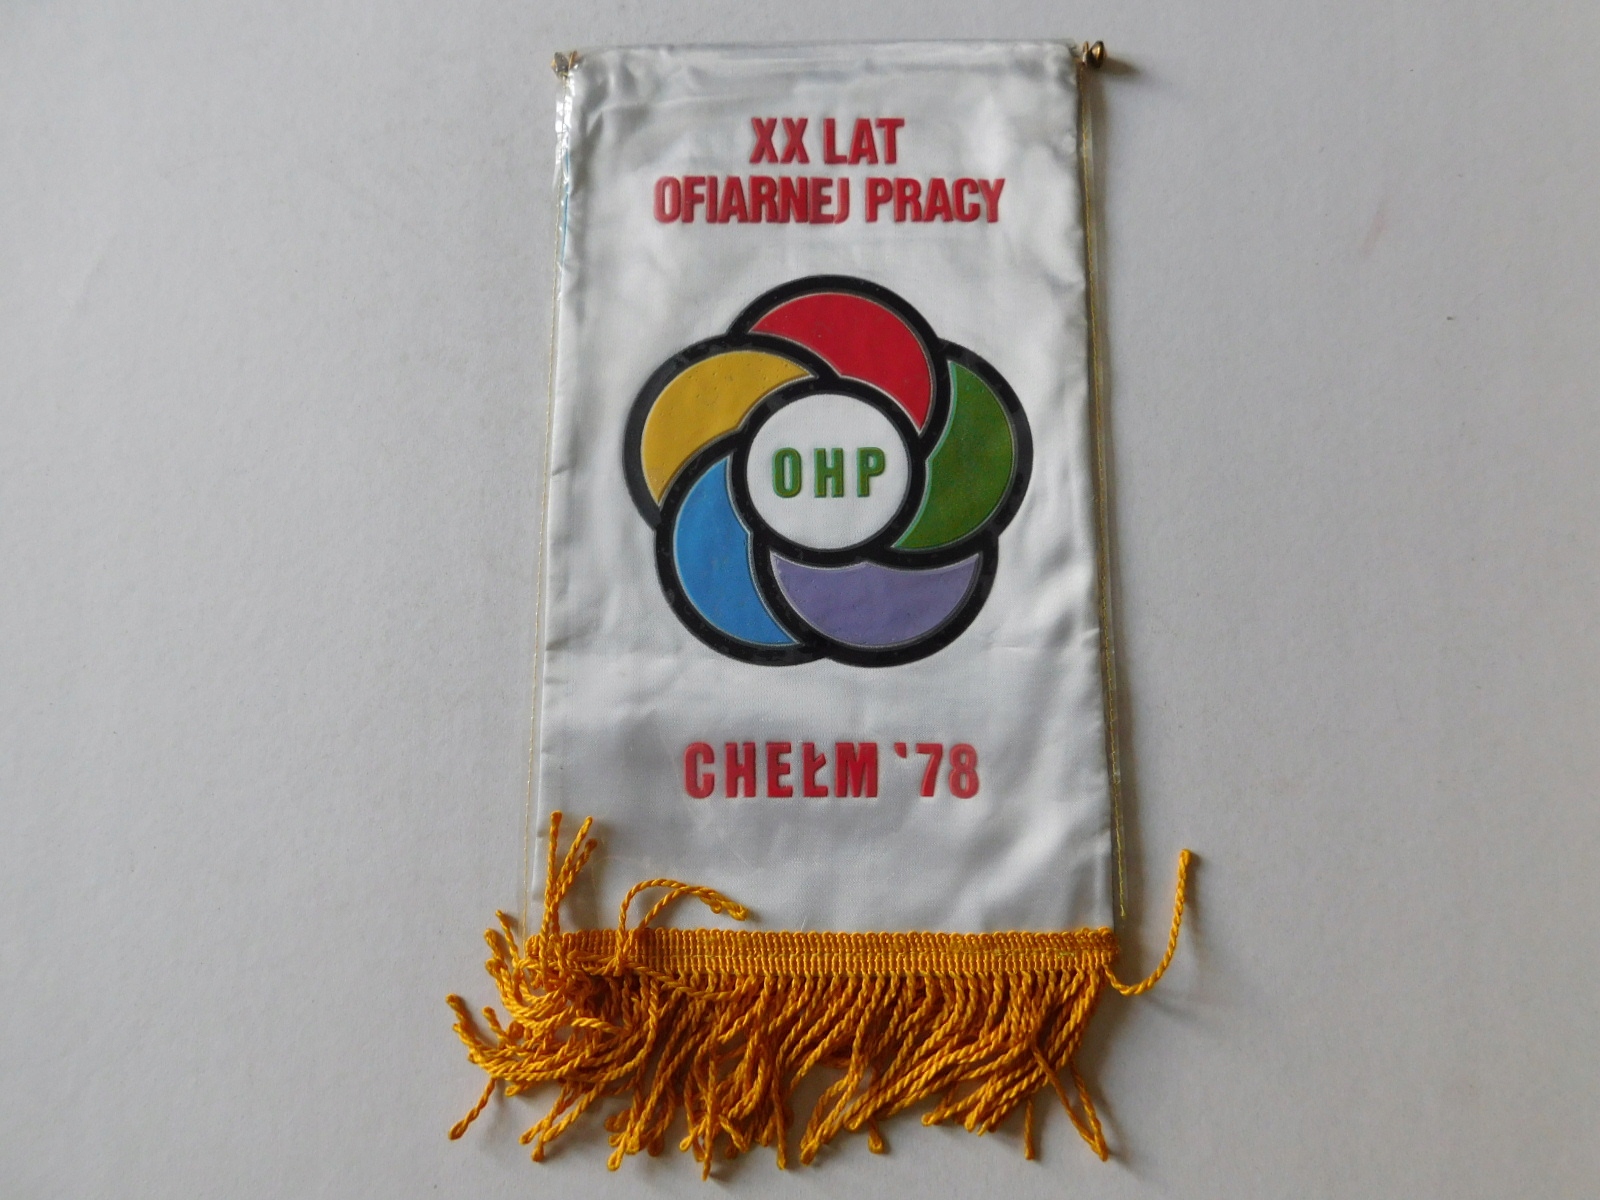 XX LAT
OFIARNEJ PRACY
OHP
CHEŁM '78